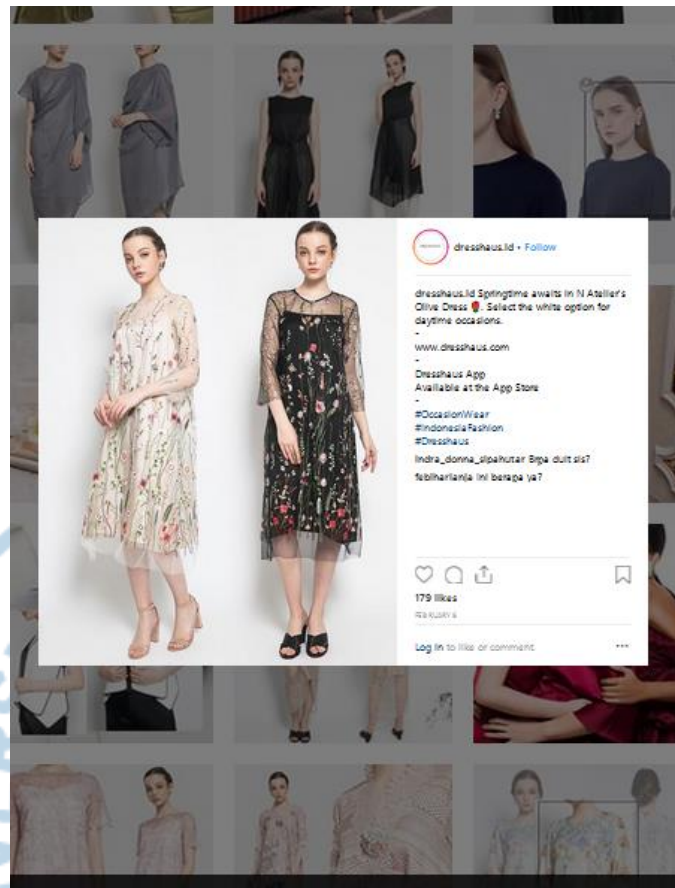 dresshaus.id • Follow
dresshaus.id Springtime awaits in N Atelier's
Olive Dress 🌹. Select the white option for
daytime occasions.
-
www.dresshaus.com
-
Dresshaus App
Available at the App Store
-
#OccasionWear
#IndonesiaFashion
#Dresshaus
indra_donna_sipahutar Brpa duit sis?
febiharianja Ini berapa ya?
179 likes
FEBRUARY 6
Log in to like or comment.